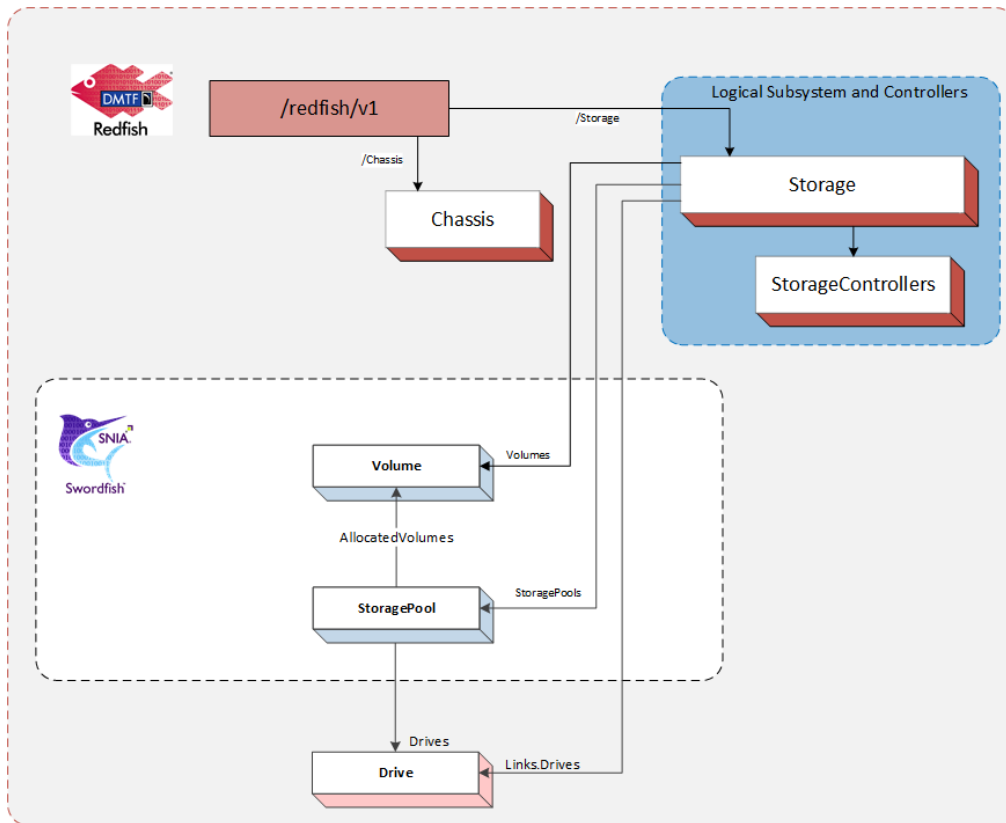 DMTF
Redfish
/redfish/v1
/Storage
/Chassis
Logical Subsystem and Controllers
Storage
Chassis
StorageControllers
SNIA
Swordfish
Volume
Volumes
AllocatedVolumes
StoragePools
StoragePool
Drives
Links.Drives
Drive